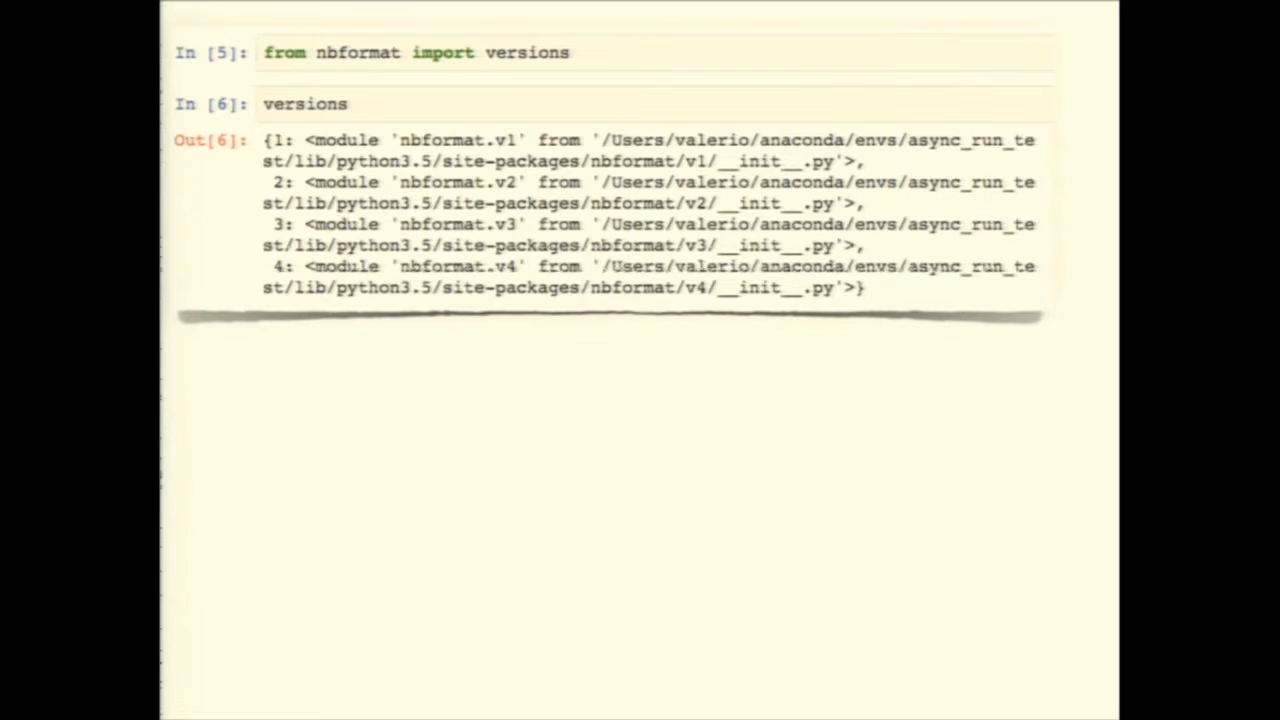 In [5]: from nbformat import versions
In [6]: versions
Out[6]: {1: <module 'nbformat.v1' from '/Users/valerio/anaconda/envs/async_run_te
st/lib/python3.5/site-packages/nbformat/v1/__init__.py'>,
2: <module 'nbformat.v2' from '/Users/valerio/anaconda/envs/async_run_te
st/lib/python3.5/site-packages/nbformat/v2/__init__.py'>,
3: <module 'nbformat.v3' from '/Users/valerio/anaconda/envs/async_run_te
st/lib/python3.5/site-packages/nbformat/v3/__init__.py'>,
4: <module 'nbformat.v4' from '/Users/valerio/anaconda/envs/async_run_te
st/lib/python3.5/site-packages/nbformat/v4/__init__.py'>}